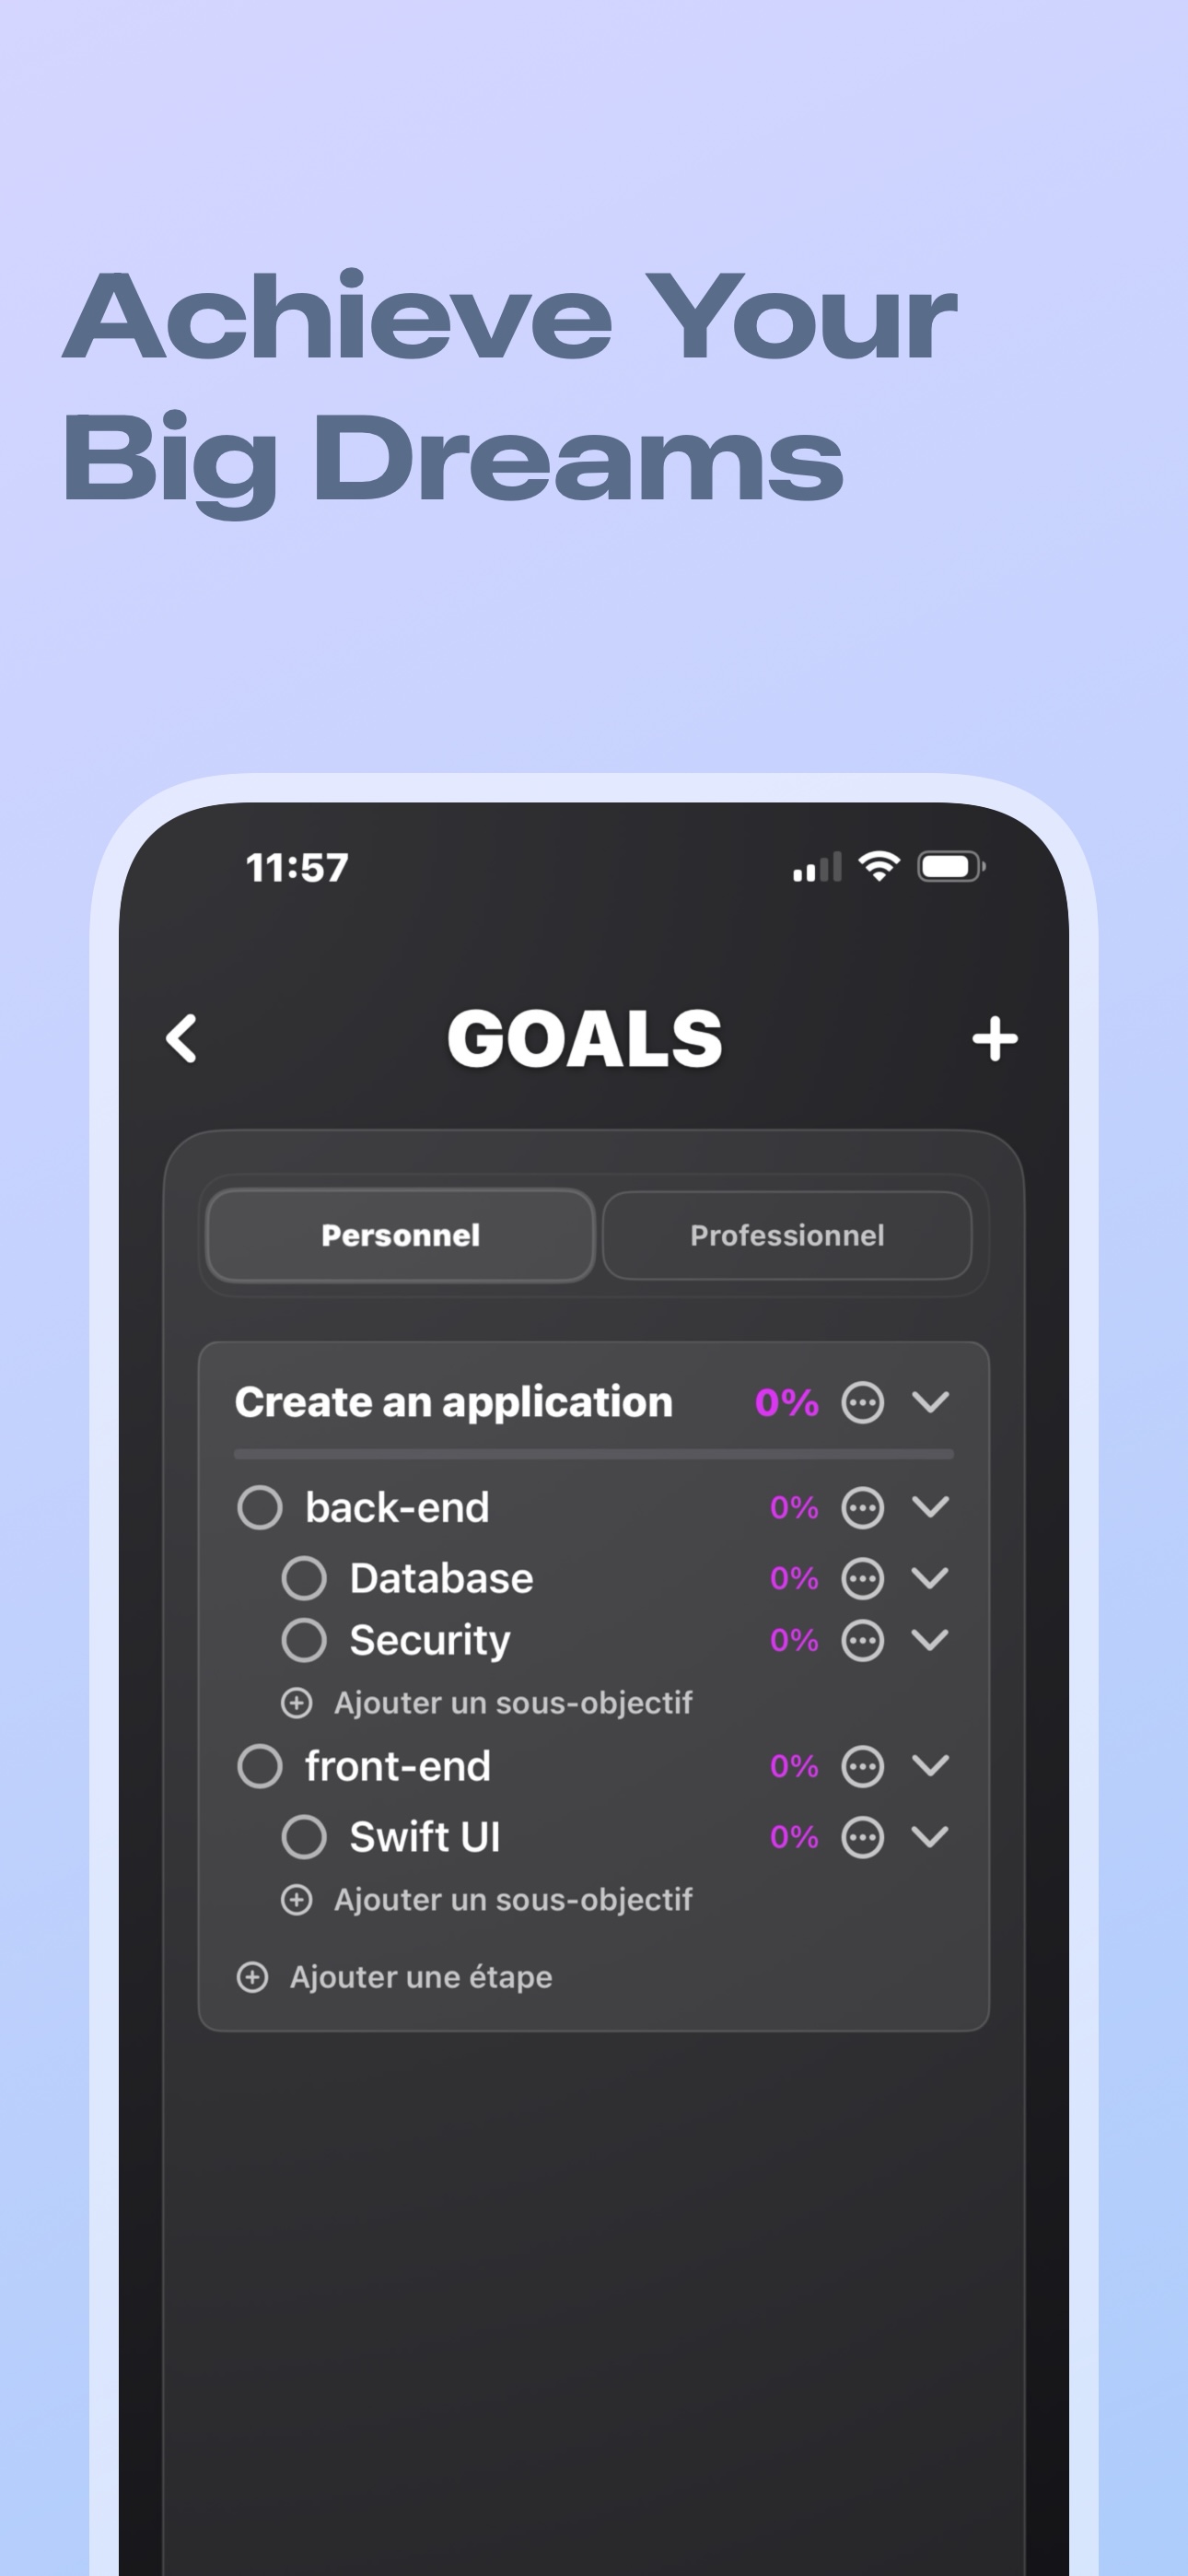 Achieve Your
Big Dreams
11:57
GOALS
Personnel
Professionnel
Create an application 0%
back-end 0%
Database 0%
Security 0%
Ajouter un sous-objectif
front-end 0%
Swift UI 0%
Ajouter un sous-objectif
Ajouter une étape